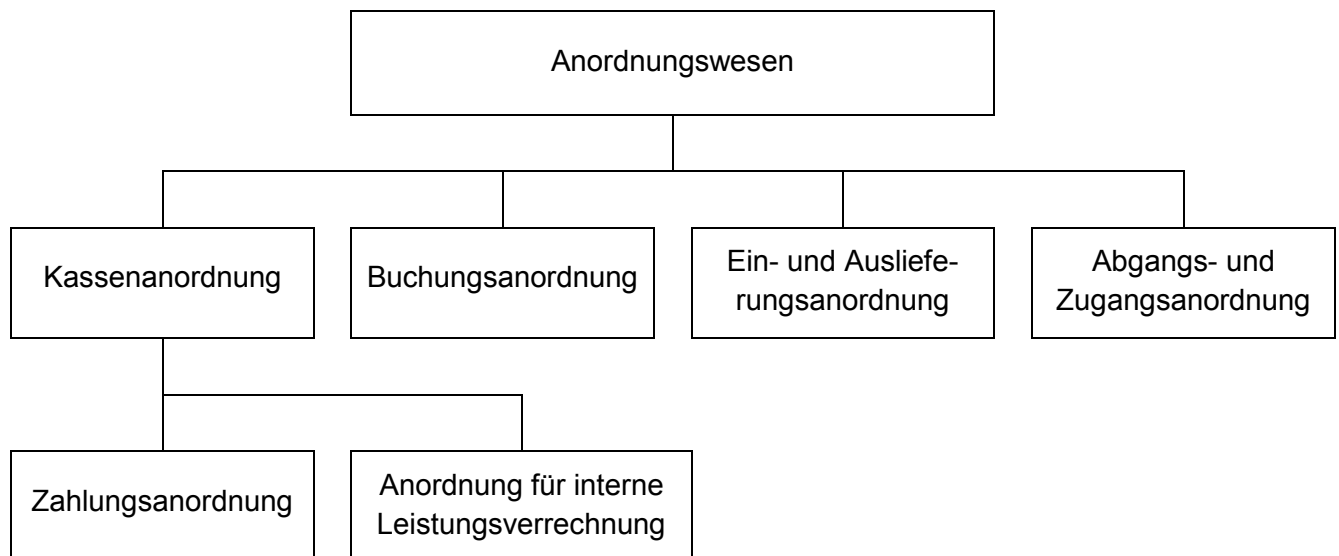 Anordnungswesen
Kassenanordnung
Buchungsanordnung
Ein- und Ausliefe-
rungsanordnung
Abgangs- und
Zugangsanordnung
Zahlungsanordnung
Anordnung für interne
Leistungsverrechnung